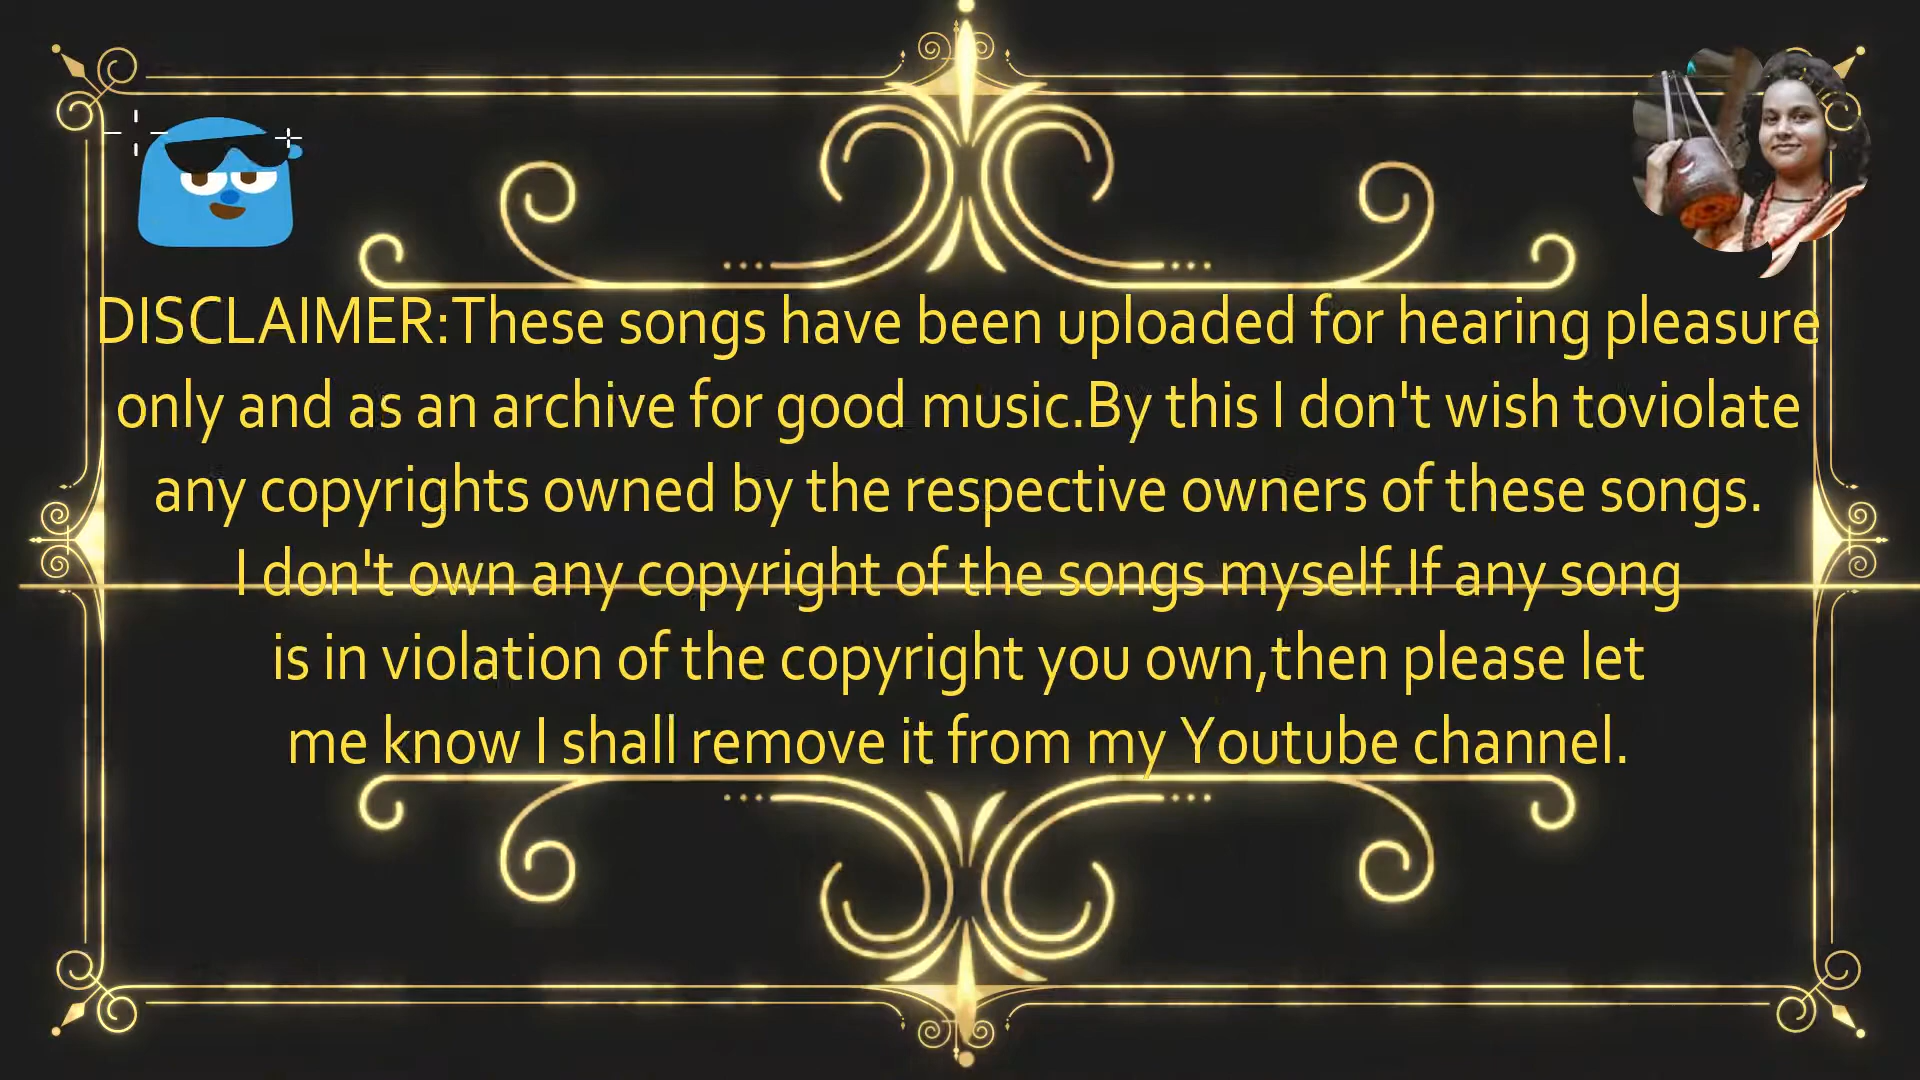 DISCLAIMER:These songs have been uploaded for hearing pleasure
only and as an archive for good music.By this I don't wish toviolate
any copyrights owned by the respective owners of these songs.
I don't own any copyright of the songs myself.If any song
is in violation of the copyright you own,then please let
me know I shall remove it from my Youtube channel.